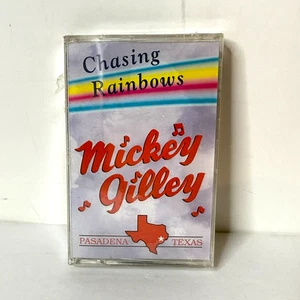 Chasing
Rainbows
Mickey
Gilley
PASADENA TEXAS